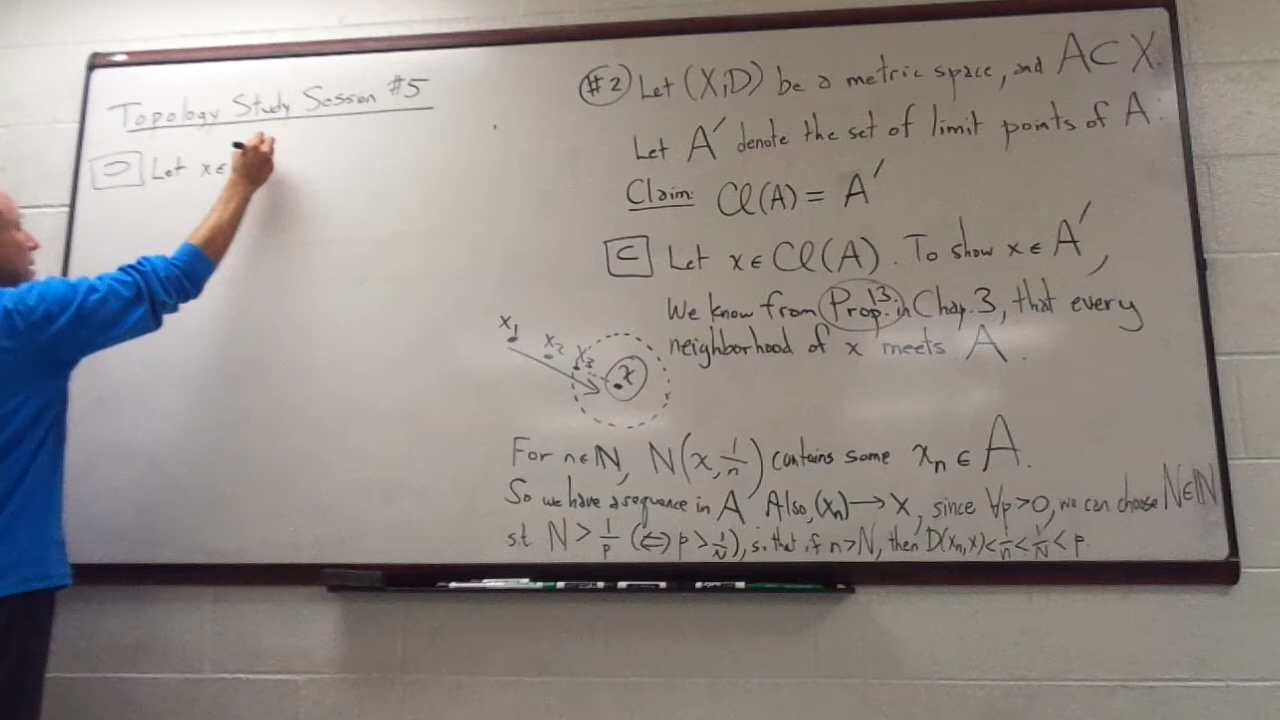 Topology Study Session #5
⊃ Let x ∈
#2 Let (X,D) be a metric space, and A ⊂ X.
Let A' denote the set of limit points of A.
Claim: Cl(A) = A'
⊂ Let x ∈ Cl(A). To show x ∈ A',
We know from Prop. 13 in Chap. 3, that every
neighborhood of x meets A.
x₁
x₂
x₃
x
For n∈ℕ, N(x, 1/n) contains some xₙ ∈ A.
So we have a sequence in A. Also, (xₙ) → x, since ∀p>0, we can choose N∈ℕ
s.t. N > 1/p (⇔ p > 1/N), so that if n>N, then D(xₙ,x) < 1/n < 1/N < p.